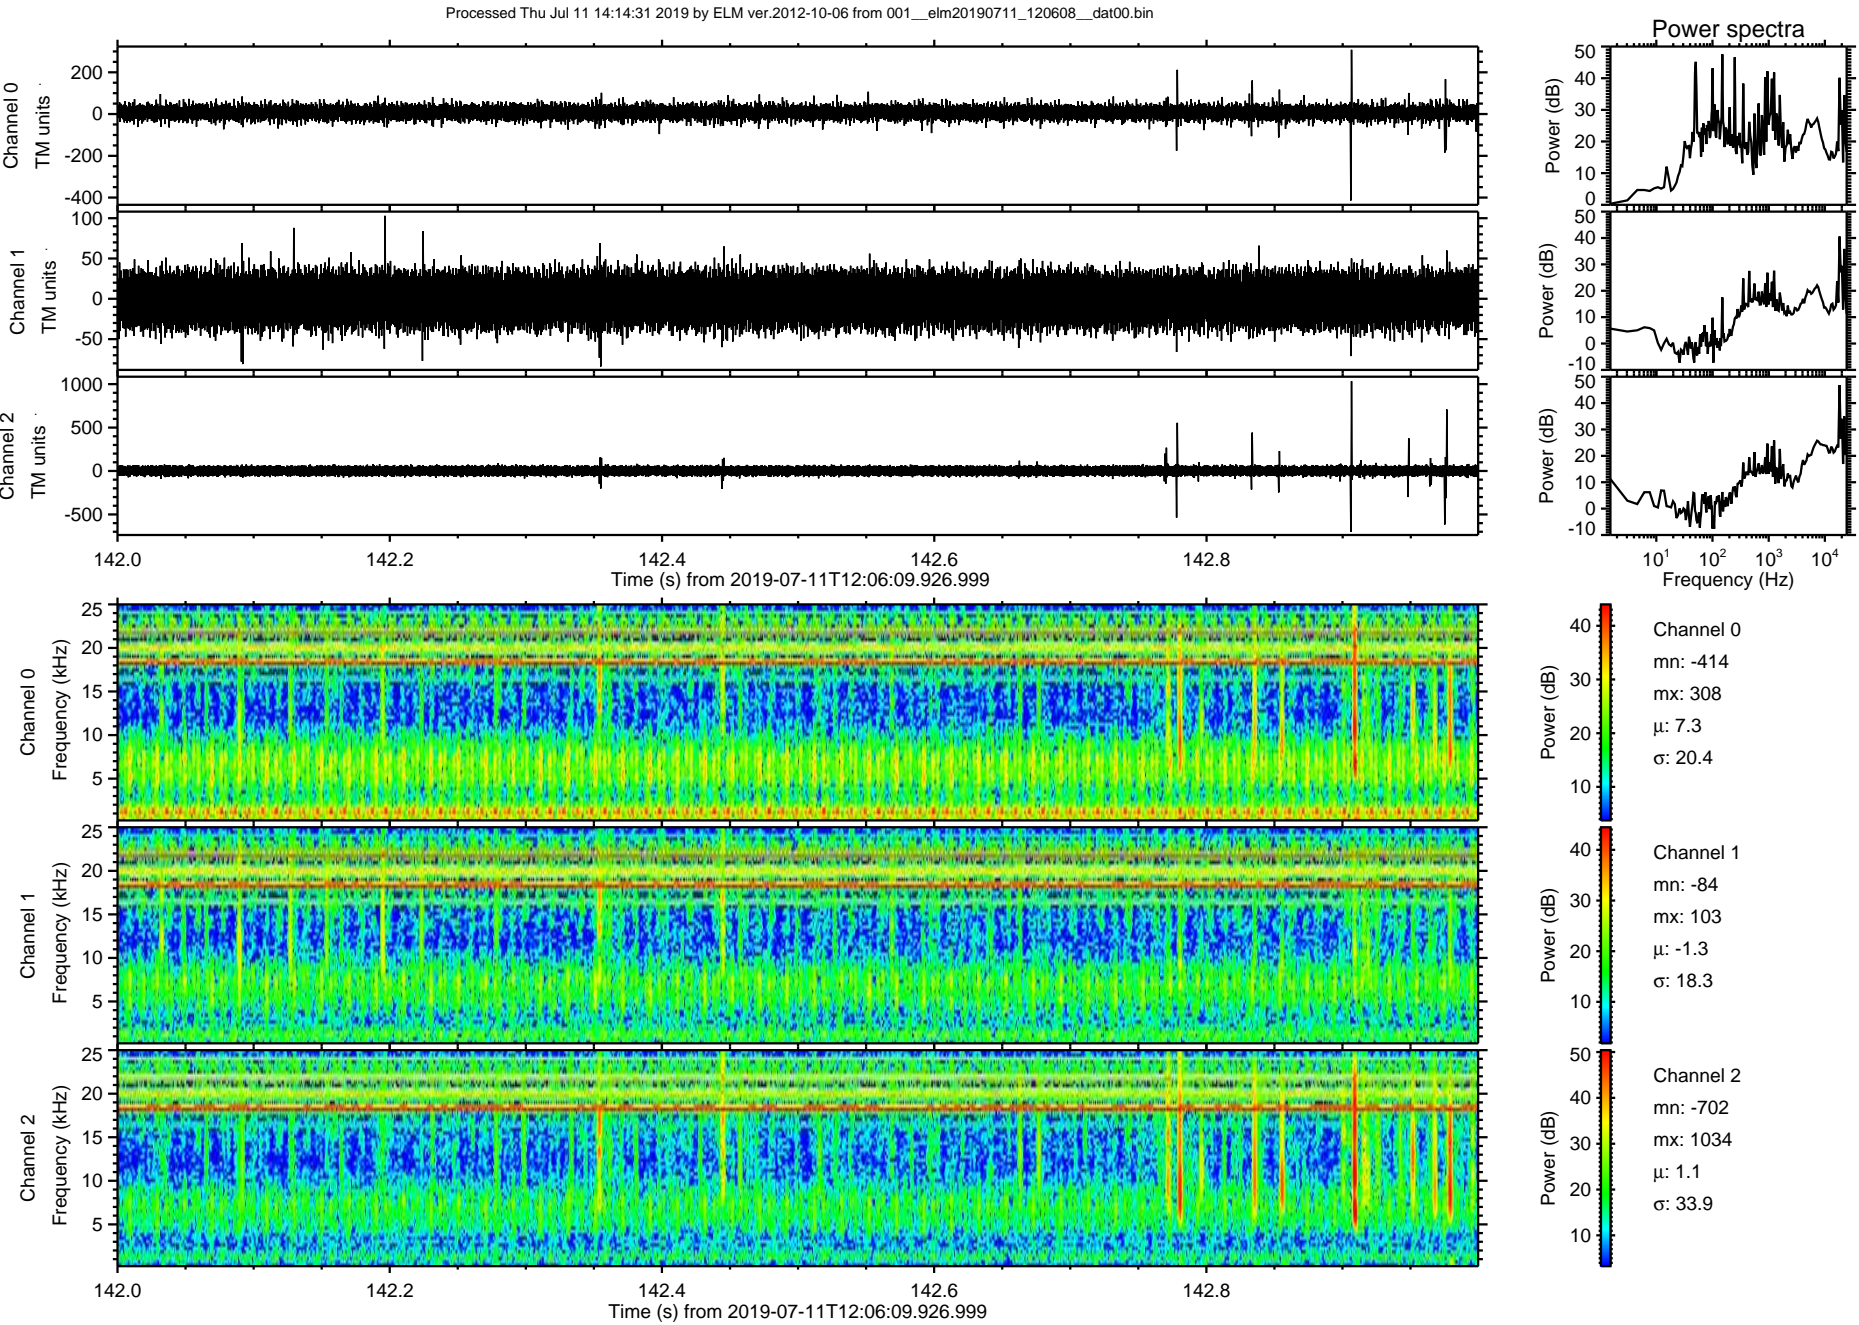 Processed Thu Jul 11 14:14:31 2019 by ELM ver.2012-10-06 from 001__elm20190711_120608__dat00.bin
Power spectra
Channel 0
TM units
200
0
-200
-400
Power (dB)
50
40
30
20
10
0
Channel 1
TM units
100
50
0
-50
Power (dB)
50
40
30
20
10
0
-10
Channel 2
TM units
1000
500
0
-500
Power (dB)
50
40
30
20
10
0
-10
142.0 142.2 142.4 142.6 142.8
Time (s) from 2019-07-11T12:06:09.926.999
10^1 10^2 10^3 10^4
Frequency (Hz)
Channel 0
Frequency (kHz)
25
20
15
10
5
Power (dB)
40
30
20
10
Channel 0
mn: -414
mx: 308
μ: 7.3
σ: 20.4
Channel 1
Frequency (kHz)
25
20
15
10
5
Power (dB)
40
30
20
10
Channel 1
mn: -84
mx: 103
μ: -1.3
σ: 18.3
Channel 2
Frequency (kHz)
25
20
15
10
5
Power (dB)
50
40
30
20
10
Channel 2
mn: -702
mx: 1034
μ: 1.1
σ: 33.9
142.0 142.2 142.4 142.6 142.8
Time (s) from 2019-07-11T12:06:09.926.999